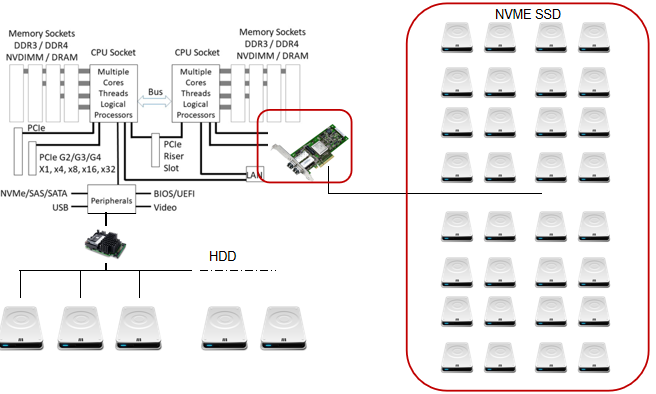 NVME SSD
Memory Sockets
DDR3 / DDR4
NVDIMM / DRAM
CPU Socket
CPU Socket
Memory Sockets
DDR3 / DDR4
NVDIMM / DRAM
Multiple
Cores
Threads
Logical
Processors
Bus
Multiple
Cores
Threads
Logical
Processors
PCIe
PCIe G2/G3/G4
X1, x4, x8, x16, x32
PCIe
Riser
Slot
LAN
NVMe/SAS/SATA
USB
Peripherals
BIOS/UEFI
Video
HDD